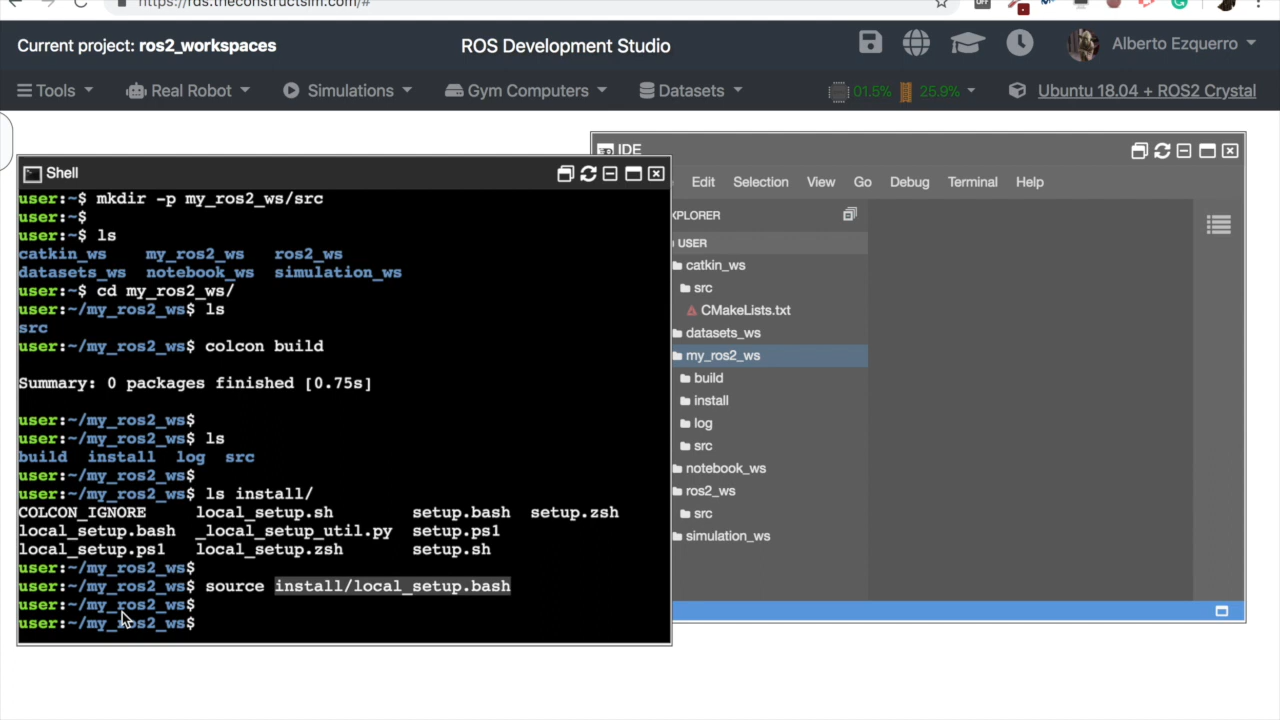 https://rds.theconstructsim.com/#
Current project: ros2_workspaces
ROS Development Studio
Alberto Ezquerro
Tools
Real Robot
Simulations
Gym Computers
Datasets
01.5%
25.9%
Ubuntu 18.04 + ROS2 Crystal
Shell
user:~$ mkdir -p my_ros2_ws/src
user:~$
user:~$ ls
catkin_ws my_ros2_ws ros2_ws
datasets_ws notebook_ws simulation_ws
user:~$ cd my_ros2_ws/
user:~/my_ros2_ws$ ls
src
user:~/my_ros2_ws$ colcon build
Summary: 0 packages finished [0.75s]
user:~/my_ros2_ws$
user:~/my_ros2_ws$ ls
build install log src
user:~/my_ros2_ws$
user:~/my_ros2_ws$ ls install/
COLCON_IGNORE local_setup.sh setup.bash setup.zsh
local_setup.bash _local_setup_util.py setup.ps1
local_setup.ps1 local_setup.zsh setup.sh
user:~/my_ros2_ws$
user:~/my_ros2_ws$ source install/local_setup.bash
user:~/my_ros2_ws$
user:~/my_ros2_ws$
IDE
Edit Selection View Go Debug Terminal Help
XPLORER
USER
catkin_ws
src
CMakeLists.txt
datasets_ws
my_ros2_ws
build
install
log
src
notebook_ws
ros2_ws
src
simulation_ws